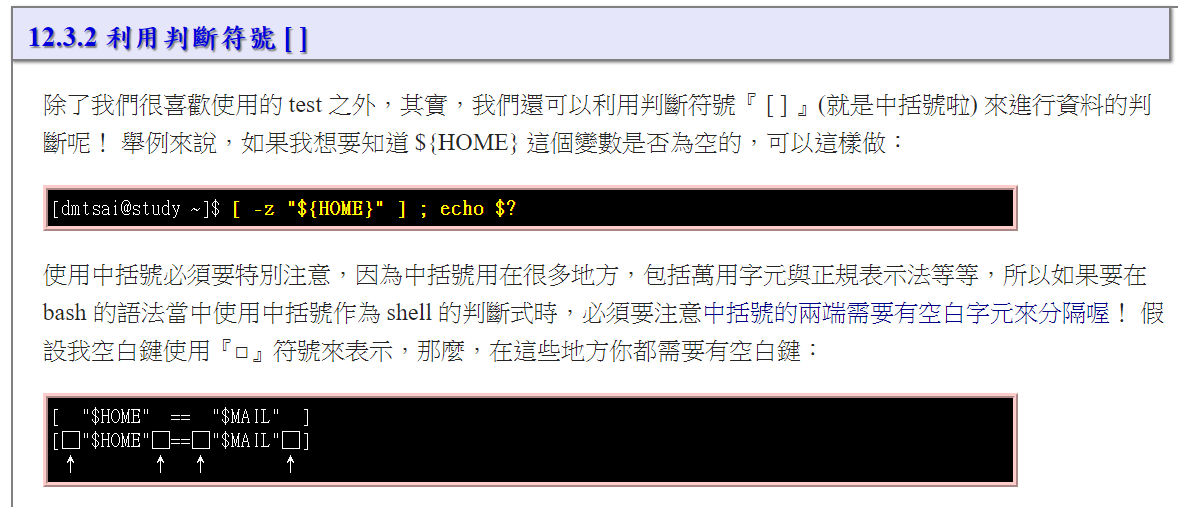 12.3.2 利用判斷符號 [ ]
除了我們很喜歡使用的 test 之外，其實，我們還可以利用判斷符號『 [ ] 』(就是中括號啦) 來進行資料的判
斷呢！ 舉例來說，如果我想要知道 ${HOME} 這個變數是否為空的，可以這樣做：
[dmtsai@study ~]$ [ -z "${HOME}" ] ; echo $?
使用中括號必須要特別注意，因為中括號用在很多地方，包括萬用字元與正規表示法等等，所以如果要在
bash 的語法當中使用中括號作為 shell 的判斷式時，必須要注意中括號的兩端需要有空白字元來分隔喔！ 假
設我空白鍵使用『□』符號來表示，那麼，在這些地方你都需要有空白鍵：
[  "$HOME"  ==  "$MAIL"  ]
[□"$HOME"□==□"$MAIL"□]
↑ ↑ ↑ ↑